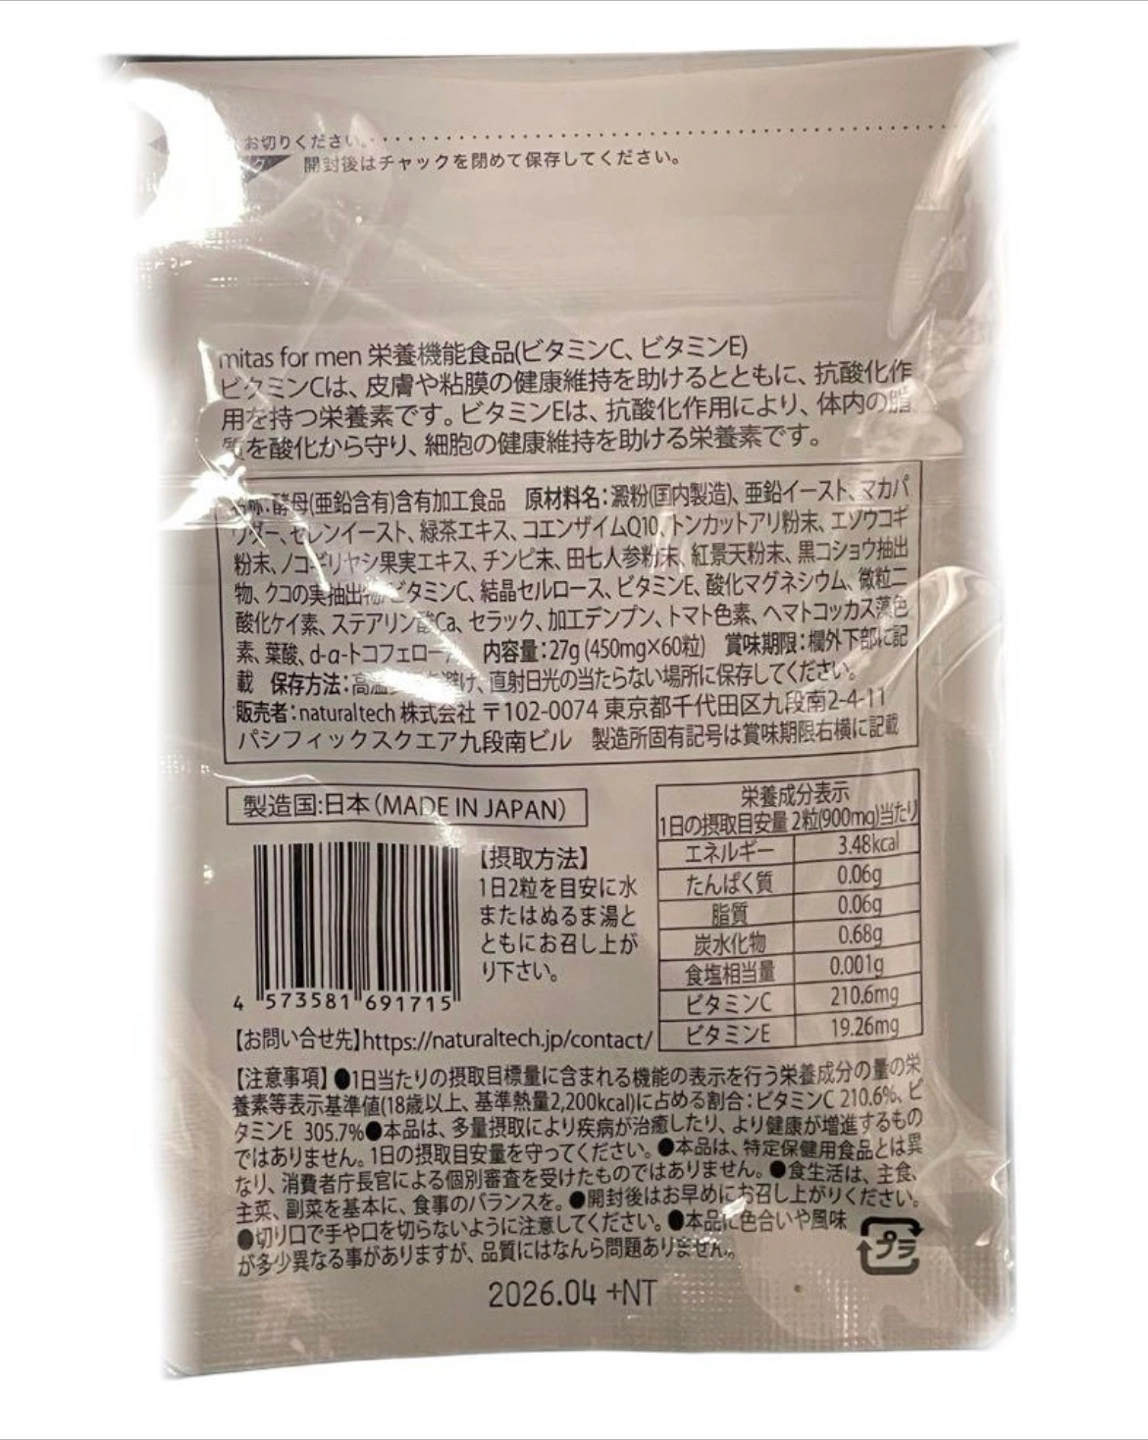 お切りください。
開封後はチャックを閉めて保存してください。
mitas for men 栄養機能食品(ビタミンC、ビタミンE)
ビタミンCは、皮膚や粘膜の健康維持を助けるとともに、抗酸化作
用を持つ栄養素です。ビタミンEは、抗酸化作用により、体内の脂
質を酸化から守り、細胞の健康維持を助ける栄養素です。
名称:酵母(亜鉛含有)含有加工食品 原材料名:澱粉(国内製造)、亜鉛イースト、マカパ
ウダー、セレンイースト、緑茶エキス、コエンザイムQ10、トンカットアリ粉末、エゾウコギ
粉末、ノコギリヤシ果実エキス、チンピ末、田七人参粉末、紅景天粉末、黒コショウ抽出
物、クコの実抽出物/ビタミンC、結晶セルロース、ビタミンE、酸化マグネシウム、微粒二
酸化ケイ素、ステアリン酸Ca、セラック、加工デンプン、トマト色素、ヘマトコッカス藻色
素、葉酸、d-α-トコフェロール 内容量:27g (450mg×60粒) 賞味期限:欄外下部に記
載 保存方法:高温 を避け、直射日光の当たらない場所に保存してください。
販売者:naturaltech 株式会社 〒102-0074 東京都千代田区九段南2-4-11
パシフィックスクエア九段南ビル 製造所固有記号は賞味期限右横に記載
製造国:日本(MADE IN JAPAN)
栄養成分表示
1日の摂取目安量 2粒(900mg)当たり
エネルギー 3.48kcal
たんぱく質 0.06g
脂質 0.06g
炭水化物 0.68g
食塩相当量 0.001g
ビタミンC 210.6mg
ビタミンE 19.26mg
【摂取方法】
1日2粒を目安に水
またはぬるま湯と
ともにお召し上が
り下さい。
4 573581 691715
【お問い合せ先】https://naturaltech.jp/contact/
【注意事項】●1日当たりの摂取目標量に含まれる機能の表示を行う栄養成分の量の栄
養素等表示基準値(18歳以上、基準熱量2,200kcal)に占める割合:ビタミンC 210.6%、ビ
タミンE 305.7%●本品は、多量摂取により疾病が治癒したり、より健康が増進するもの
ではありません。1日の摂取目安量を守ってください。●本品は、特定保健用食品とは異
なり、消費者庁長官による個別審査を受けたものではありません。●食生活は、主食、
主菜、副菜を基本に、食事のバランスを。●開封後はお早めにお召し上がりください。
●切り口で手や口を切らないように注意してください。●本品に色合いや風味
が多少異なる事がありますが、品質にはなんら問題ありません。
プラ
2026.04 +NT